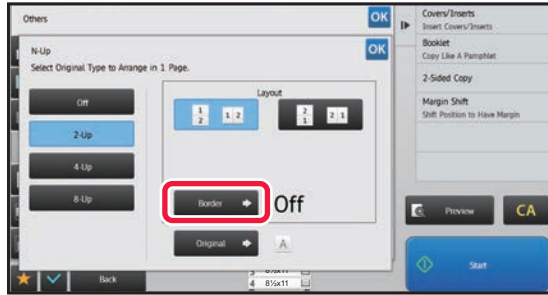 Others
OK
N-Up
OK
Select Original Type to Arrange in 1 Page.
Off
2-Up
4-Up
8-Up
Layout
1
2
1 2
2
1
2 1
Border
Off
Original
A
Back
4 8½x11
Covers/Inserts
Insert Covers/Inserts
Booklet
Copy Like A Pamphlet
2-Sided Copy
Margin Shift
Shift Position to Have Margin
Preview
CA
Start